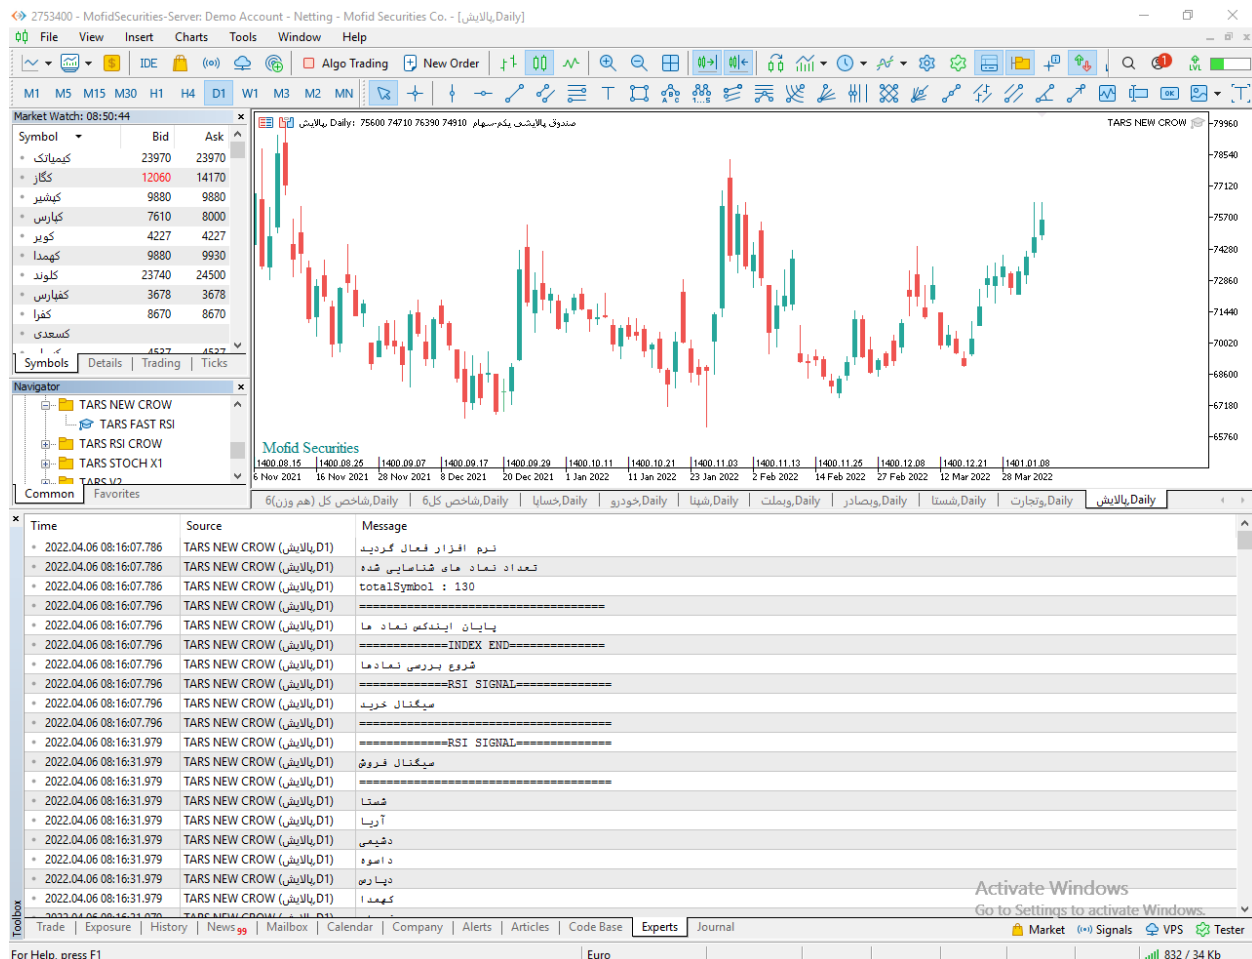 2753400 - MofidSecurities-Server: Demo Account - Netting - Mofid Securities Co. - [پالایش,Daily]
File View Insert Charts Tools Window Help
IDE Algo Trading New Order 1 LVL
M1 M5 M15 M30 H1 H4 D1 W1 M3 M2 MN
Market Watch: 08:50:44
Symbol Bid Ask
کیمیاتک 23970 23970
کگاز 12060 14170
کپشیر 9880 9880
کپارس 7610 8000
کویر 4227 4227
کهمدا 9880 9930
کلوند 23740 24500
کفپارس 3678 3678
کفرا 8670 8670
کسعدی
4537 4537
Symbols Details Trading Ticks
Navigator
TARS NEW CROW
TARS FAST RSI
TARS RSI CROW
TARS STOCH X1
TARS V2
Common Favorites
پالایش, Daily: 75600 74710 76390 74910 صندوق پالایشی یکم-سهام
TARS NEW CROW
79960
78540
77120
75700
74280
72860
71440
70020
68600
67180
65760
Mofid Securities
1400.08.15 1400.08.25 1400.09.07 1400.09.17 1400.09.29 1400.10.11 1400.10.21 1400.11.03 1400.11.13 1400.11.25 1400.12.08 1400.12.21 1401.01.08
6 Nov 2021 16 Nov 2021 28 Nov 2021 8 Dec 2021 20 Dec 2021 1 Jan 2022 11 Jan 2022 23 Jan 2022 2 Feb 2022 14 Feb 2022 27 Feb 2022 12 Mar 2022 28 Mar 2022
شاخص کل (هم وزن)6,Daily شاخص کل6,Daily خساپا,Daily خودرو,Daily شپنا,Daily وبملت,Daily وبصادر,Daily شستا,Daily وتجارت,Daily پالایش,Daily
Time Source Message
2022.04.06 08:16:07.786 TARS NEW CROW (پالایش,D1) نرم افزار فعال گردید
2022.04.06 08:16:07.786 TARS NEW CROW (پالایش,D1) تعداد نماد های شناسایی شده
2022.04.06 08:16:07.786 TARS NEW CROW (پالایش,D1) totalSymbol : 130
2022.04.06 08:16:07.796 TARS NEW CROW (پالایش,D1) ====================================
2022.04.06 08:16:07.796 TARS NEW CROW (پالایش,D1) پایان ایندکس نماد ها
2022.04.06 08:16:07.796 TARS NEW CROW (پالایش,D1) =============INDEX END==============
2022.04.06 08:16:07.796 TARS NEW CROW (پالایش,D1) شروع بررسی نمادها
2022.04.06 08:16:07.796 TARS NEW CROW (پالایش,D1) =============RSI SIGNAL==============
2022.04.06 08:16:07.796 TARS NEW CROW (پالایش,D1) سیگنال خرید
2022.04.06 08:16:07.796 TARS NEW CROW (پالایش,D1) =====================================
2022.04.06 08:16:31.979 TARS NEW CROW (پالایش,D1) =============RSI SIGNAL==============
2022.04.06 08:16:31.979 TARS NEW CROW (پالایش,D1) سیگنال فروش
2022.04.06 08:16:31.979 TARS NEW CROW (پالایش,D1) =====================================
2022.04.06 08:16:31.979 TARS NEW CROW (پالایش,D1) شستا
2022.04.06 08:16:31.979 TARS NEW CROW (پالایش,D1) آریا
2022.04.06 08:16:31.979 TARS NEW CROW (پالایش,D1) دشیمی
2022.04.06 08:16:31.979 TARS NEW CROW (پالایش,D1) داسوه
2022.04.06 08:16:31.979 TARS NEW CROW (پالایش,D1) دپارس
2022.04.06 08:16:31.979 TARS NEW CROW (پالایش,D1) کهمدا
2022.04.06 08:16:31.979 TARS NEW CROW (پالایش,D1)
Activate Windows
Go to Settings to activate Windows.
Toolbox
Trade Exposure History News 99 Mailbox Calendar Company Alerts Articles Code Base Experts Journal
Market Signals VPS Tester
For Help, press F1 Euro 832 / 34 Kb